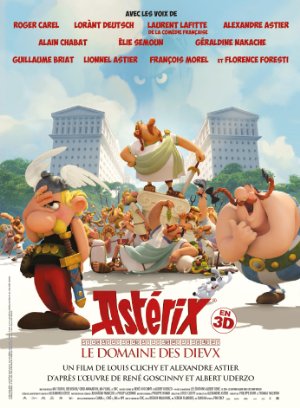 AVEC LES VOIX DE
ROGER CAREL LORÀNT DEUTSCH LAURENT LAFITTE ALEXANDRE ASTIER
DE LA COMÉDIE FRANÇAISE
ALAIN CHABAT ÉLIE SEMOUN GÉRALDINE NAKACHE
GUILLAUME BRIAT LIONNEL ASTIER FRANÇOIS MOREL ET FLORENCE FORESTI
Astérix
EN 3D
LE DOMAINE DES DIEVX
UN FILM DE LOUIS CLICHY ET ALEXANDRE ASTIER
D'APRÈS L'ŒUVRE DE RENÉ GOSCINNY ET ALBERT UDERZO